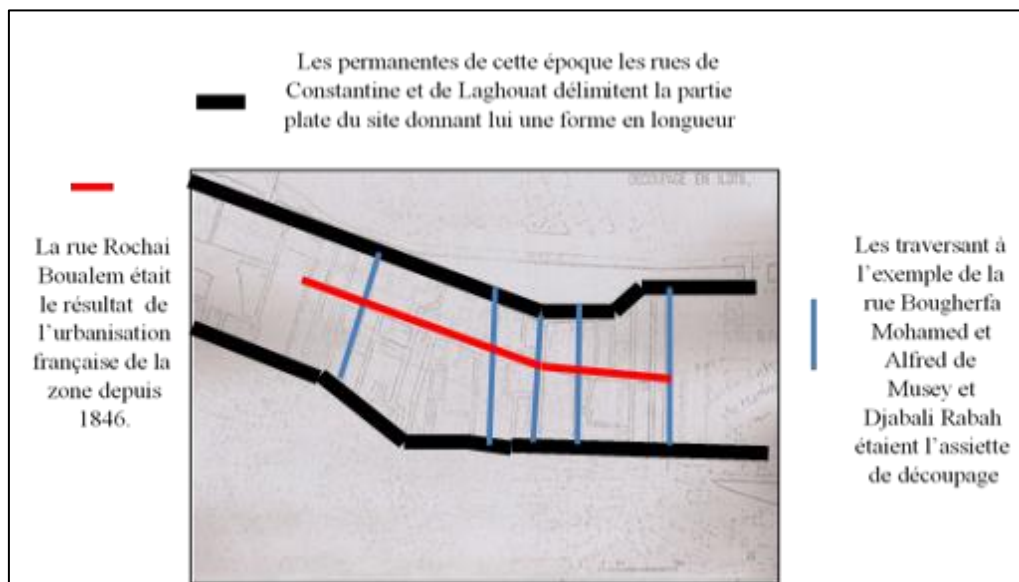 Les permanentes de cette époque les rues de
Constantine et de Laghouat délimitent la partie
plate du site donnant lui une forme en longueur
DECOUPAGE EN ILOTS.
La rue Rochai
Boualem était
le résultat de
l’urbanisation
française de la
zone depuis
1846.
Les traversant à
l’exemple de la
rue Bougherfa
Mohamed et
Alfred de
Musey et
Djabali Rabah
étaient l’assiette
de découpage